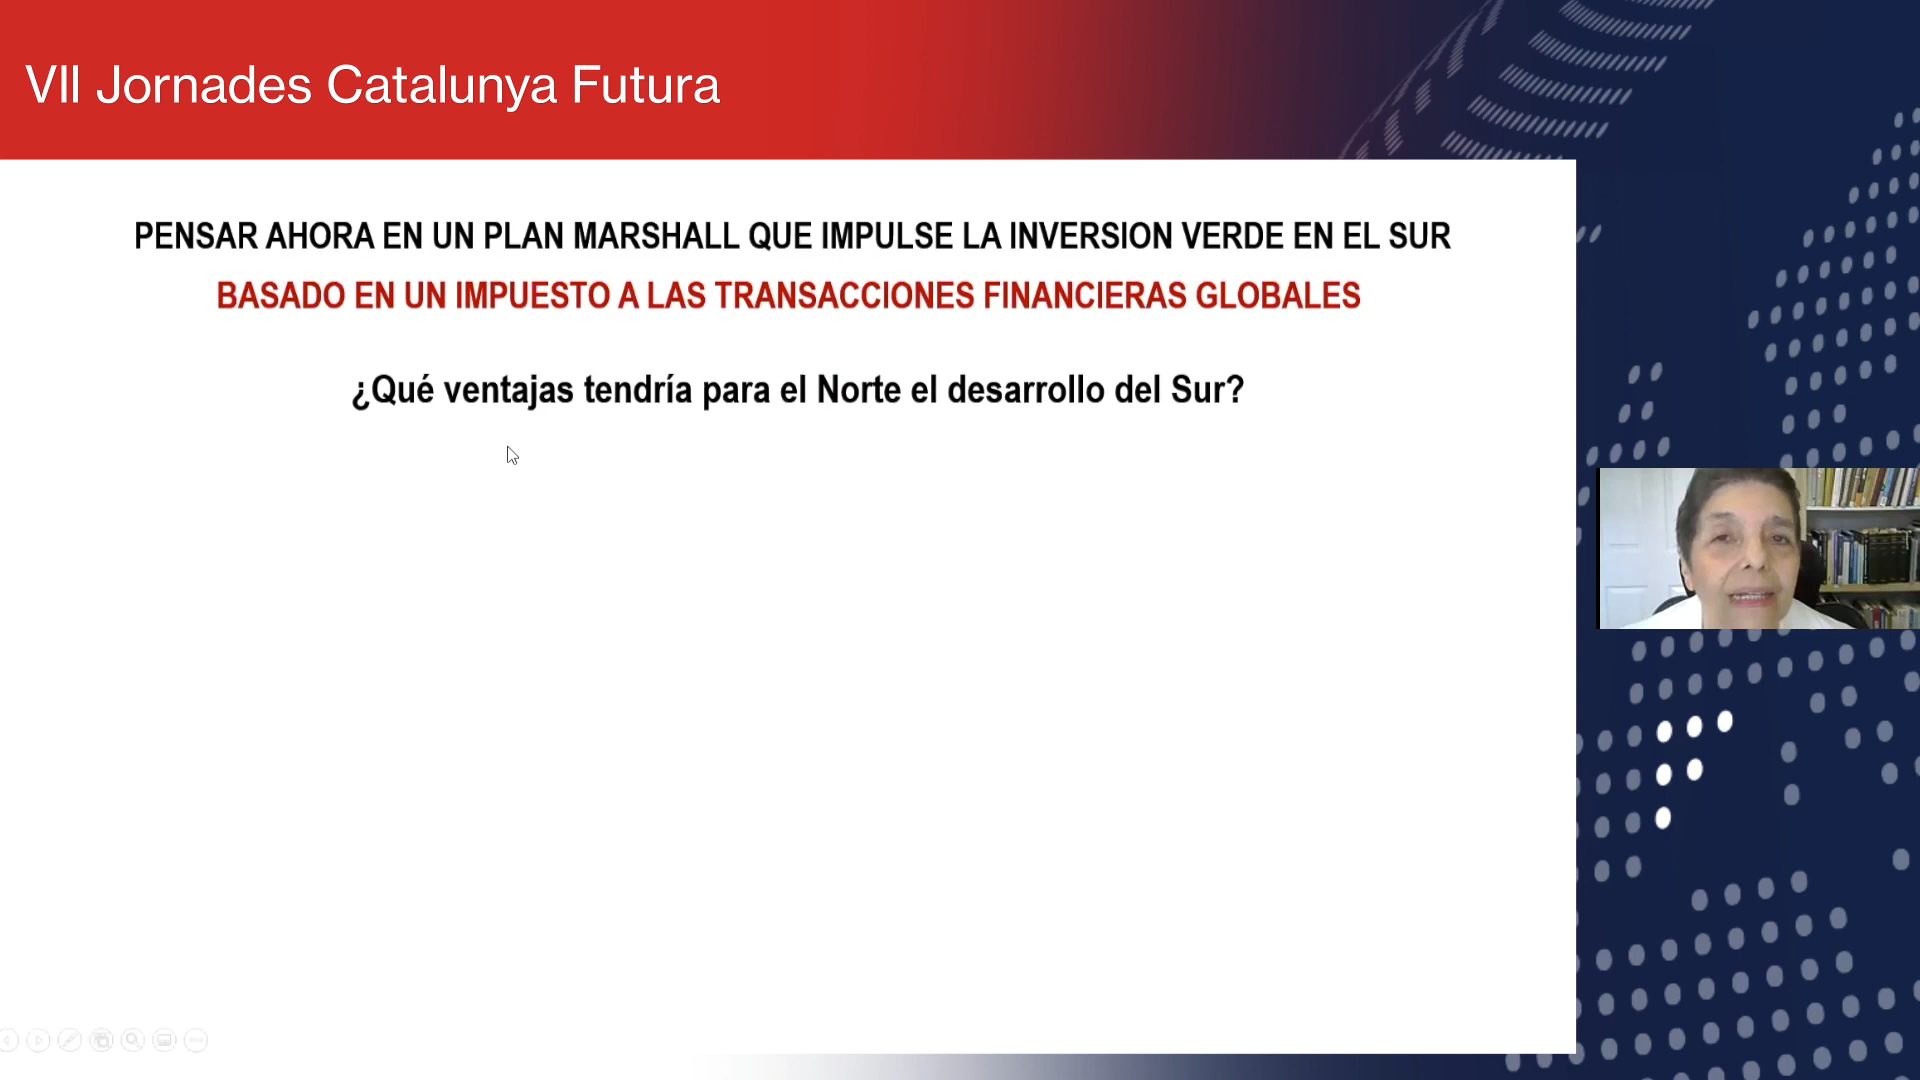 VII Jornades Catalunya Futura
PENSAR AHORA EN UN PLAN MARSHALL QUE IMPULSE LA INVERSION VERDE EN EL SUR
BASADO EN UN IMPUESTO A LAS TRANSACCIONES FINANCIERAS GLOBALES
¿Qué ventajas tendría para el Norte el desarrollo del Sur?